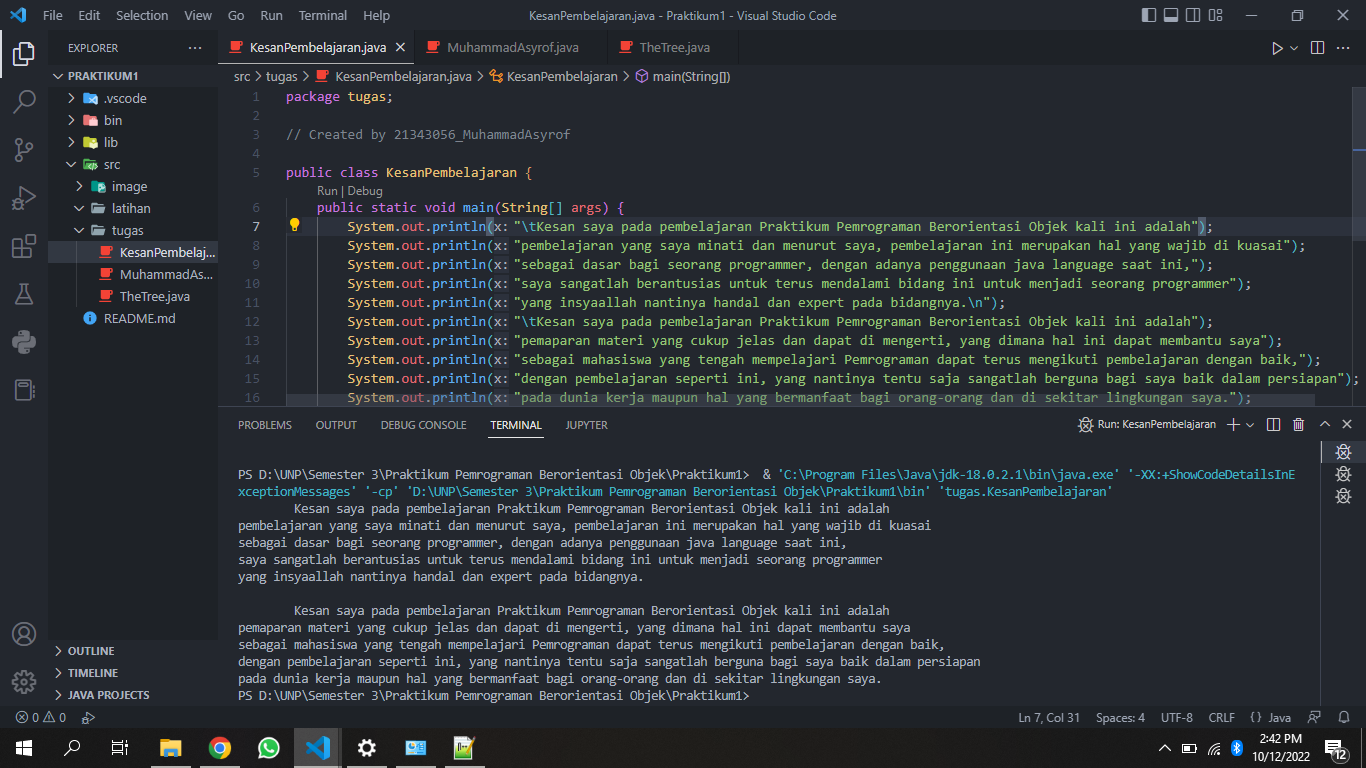 File Edit Selection View Go Run Terminal Help KesanPembelajaran.java - Praktikum1 - Visual Studio Code
EXPLORER ···
PRAKTIKUM1
.vscode
bin
lib
src
image
latihan
tugas
KesanPembelaj...
MuhammadAs...
TheTree.java
README.md
OUTLINE
TIMELINE
JAVA PROJECTS
KesanPembelajaran.java MuhammadAsyrof.java TheTree.java
src > tugas > KesanPembelajaran.java > KesanPembelajaran > main(String[])
1 package tugas;
2
3 // Created by 21343056_MuhammadAsyrof
4
5 public class KesanPembelajaran {
Run | Debug
6 public static void main(String[] args) {
7 System.out.println(x: "\tKesan saya pada pembelajaran Praktikum Pemrograman Berorientasi Objek kali ini adalah");
8 System.out.println(x: "pembelajaran yang saya minati dan menurut saya, pembelajaran ini merupakan hal yang wajib di kuasai");
9 System.out.println(x: "sebagai dasar bagi seorang programmer, dengan adanya penggunaan java language saat ini,");
10 System.out.println(x: "saya sangatlah berantusias untuk terus mendalami bidang ini untuk menjadi seorang programmer");
11 System.out.println(x: "yang insyaallah nantinya handal dan expert pada bidangnya.\n");
12 System.out.println(x: "\tKesan saya pada pembelajaran Praktikum Pemrograman Berorientasi Objek kali ini adalah");
13 System.out.println(x: "pemaparan materi yang cukup jelas dan dapat di mengerti, yang dimana hal ini dapat membantu saya");
14 System.out.println(x: "sebagai mahasiswa yang tengah mempelajari Pemrograman dapat terus mengikuti pembelajaran dengan baik,");
15 System.out.println(x: "dengan pembelajaran seperti ini, yang nantinya tentu saja sangatlah berguna bagi saya baik dalam persiapan");
16 System.out.println(x: "pada dunia kerja maupun hal yang bermanfaat bagi orang-orang dan di sekitar lingkungan saya.");
PROBLEMS OUTPUT DEBUG CONSOLE TERMINAL JUPYTER Run: KesanPembelajaran
PS D:\UNP\Semester 3\Praktikum Pemrograman Berorientasi Objek\Praktikum1> & 'C:\Program Files\Java\jdk-18.0.2.1\bin\java.exe' '-XX:+ShowCodeDetailsInE
xceptionMessages' '-cp' 'D:\UNP\Semester 3\Praktikum Pemrograman Berorientasi Objek\Praktikum1\bin' 'tugas.KesanPembelajaran'
Kesan saya pada pembelajaran Praktikum Pemrograman Berorientasi Objek kali ini adalah
pembelajaran yang saya minati dan menurut saya, pembelajaran ini merupakan hal yang wajib di kuasai
sebagai dasar bagi seorang programmer, dengan adanya penggunaan java language saat ini,
saya sangatlah berantusias untuk terus mendalami bidang ini untuk menjadi seorang programmer
yang insyaallah nantinya handal dan expert pada bidangnya.
Kesan saya pada pembelajaran Praktikum Pemrograman Berorientasi Objek kali ini adalah
pemaparan materi yang cukup jelas dan dapat di mengerti, yang dimana hal ini dapat membantu saya
sebagai mahasiswa yang tengah mempelajari Pemrograman dapat terus mengikuti pembelajaran dengan baik,
dengan pembelajaran seperti ini, yang nantinya tentu saja sangatlah berguna bagi saya baik dalam persiapan
pada dunia kerja maupun hal yang bermanfaat bagi orang-orang dan di sekitar lingkungan saya.
PS D:\UNP\Semester 3\Praktikum Pemrograman Berorientasi Objek\Praktikum1>
0 0 Ln 7, Col 31 Spaces: 4 UTF-8 CRLF {} Java
2:42 PM
10/12/2022
12